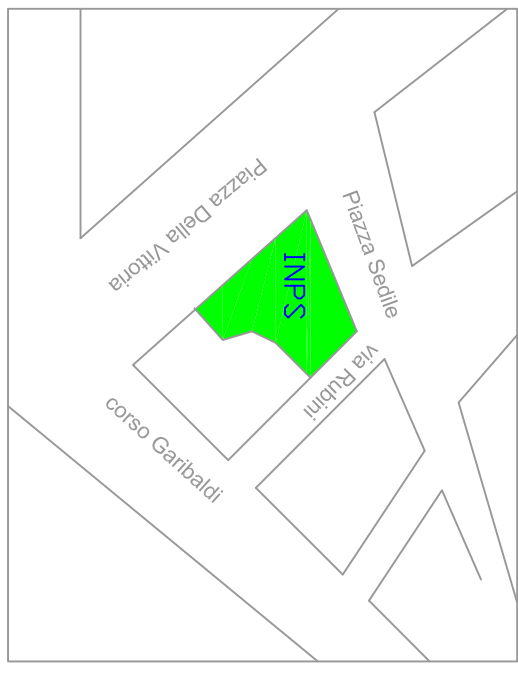 Piazza Della Vittoria
Piazza Sedile
INPS
via Rubini
corso Garibaldi